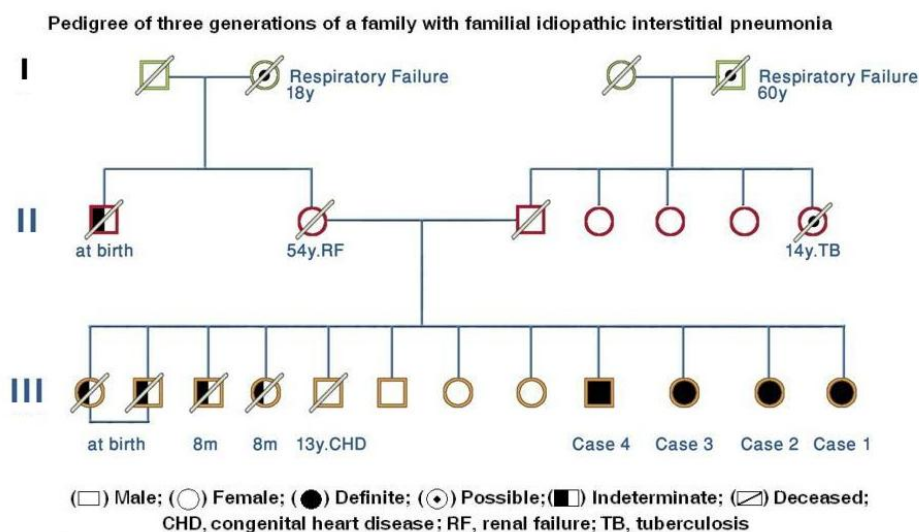 Pedigree of three generations of a family with familial idiopathic interstitial pneumonia
I
Respiratory Failure
18y
Respiratory Failure
60y
II
at birth
54y.RF
14y.TB
III
at birth
8m
8m
13y.CHD
Case 4
Case 3
Case 2
Case 1
(□) Male; (○) Female; (●) Definite; (⊙) Possible;(◧) Indeterminate; (⧄) Deceased;
CHD, congenital heart disease; RF, renal failure; TB, tuberculosis